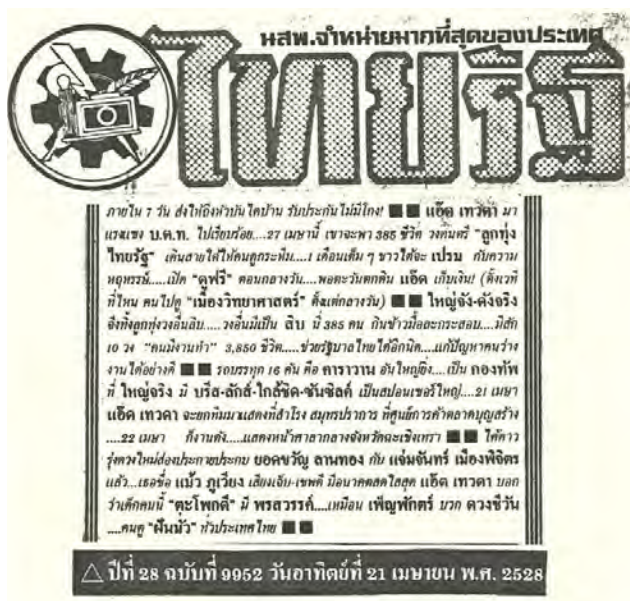 นสพ.จำหน่ายมากที่สุดของประเทศ
ไทยรัฐ
ภายใน 7 วัน ส่งให้ถึงหัวบันไดบ้าน รับประกันไม่มีโกง! ■■ แอ๊ด เทวดา มา
แรงแซง บ.ค.ท. ไปเรียบร้อย....27 เมษานี้ เขาจะพา 385 ชีวิต วงดนตรี "ลูกทุ่ง
ไทยรัฐ" เดินสายใต้ให้คนดูกระหึ่ม....1 เดือนเต็ม ๆ ชาวใต้จะ เปรม กับความ
หฤหรรษ์.....เปิด "ดูฟรี" ตอนกลางวัน....พอตะวันตกดิน แอ๊ด เก็บเงิน! (ตั้งเวที
ที่ไหน คนไปดู "เมืองวิทยาศาสตร์" ตั้งแต่กลางวัน) ■■ ใหญ่จัง-ดังจริง
จึงทิ้งลูกทุ่งวงอื่นลิบ.....วงอื่นมีเป็น สิบ นี่ 385 คน กินข้าวมื้อละกระสอบ....มีสัก
10 วง "คนมีงานทำ" 3,850 ชีวิต.....ช่วยรัฐบาลไทยได้อีกนิด....แก้ปัญหาคนว่าง
งานได้อย่างดี ■■ รถบรรทุก 16 คัน คือ คาราวาน อันใหญ่ยิ่ง....เป็น กองทัพ
ที่ ใหญ่จริง มี บรีส-ลักส์-ใกล้ชิด-ซันซิลค์ เป็นสปอนเซอร์ใหญ่....21 เมษา
แอ๊ด เทวดา จะยกทีมมาแสดงที่สำโรง สมุทรปราการ ที่ศูนย์การค้าตลาดบุญสร้าง
....22 เมษา ก็งานดัง.....แสดงหน้าศาลากลางจังหวัดฉะเชิงเทรา ■■ ได้ดาว
รุ่งดวงใหม่ส่องประกายประกบ ยอดขวัญ ลานทอง กับ แจ่มจันทร์ เมืองพิจิตร
แล้ว...เธอชื่อ แม้ว ภูเวียง เสียงเจ๊บ-เชพดี มีอนาคตสดใสสุด แอ๊ด เทวดา บอก
ว่าเด็กคนนี้ "ตะโพกดี" มี พรสวรรค์....เหมือน เพ็ญพักตร์ บวก ดวงชีวัน
....คนดู "ฝันมั่ว" ทั่วประเทศไทย ■■
△ ปีที่ 28 ฉบับที่ 9952 วันอาทิตย์ที่ 21 เมษายน พ.ศ. 2528